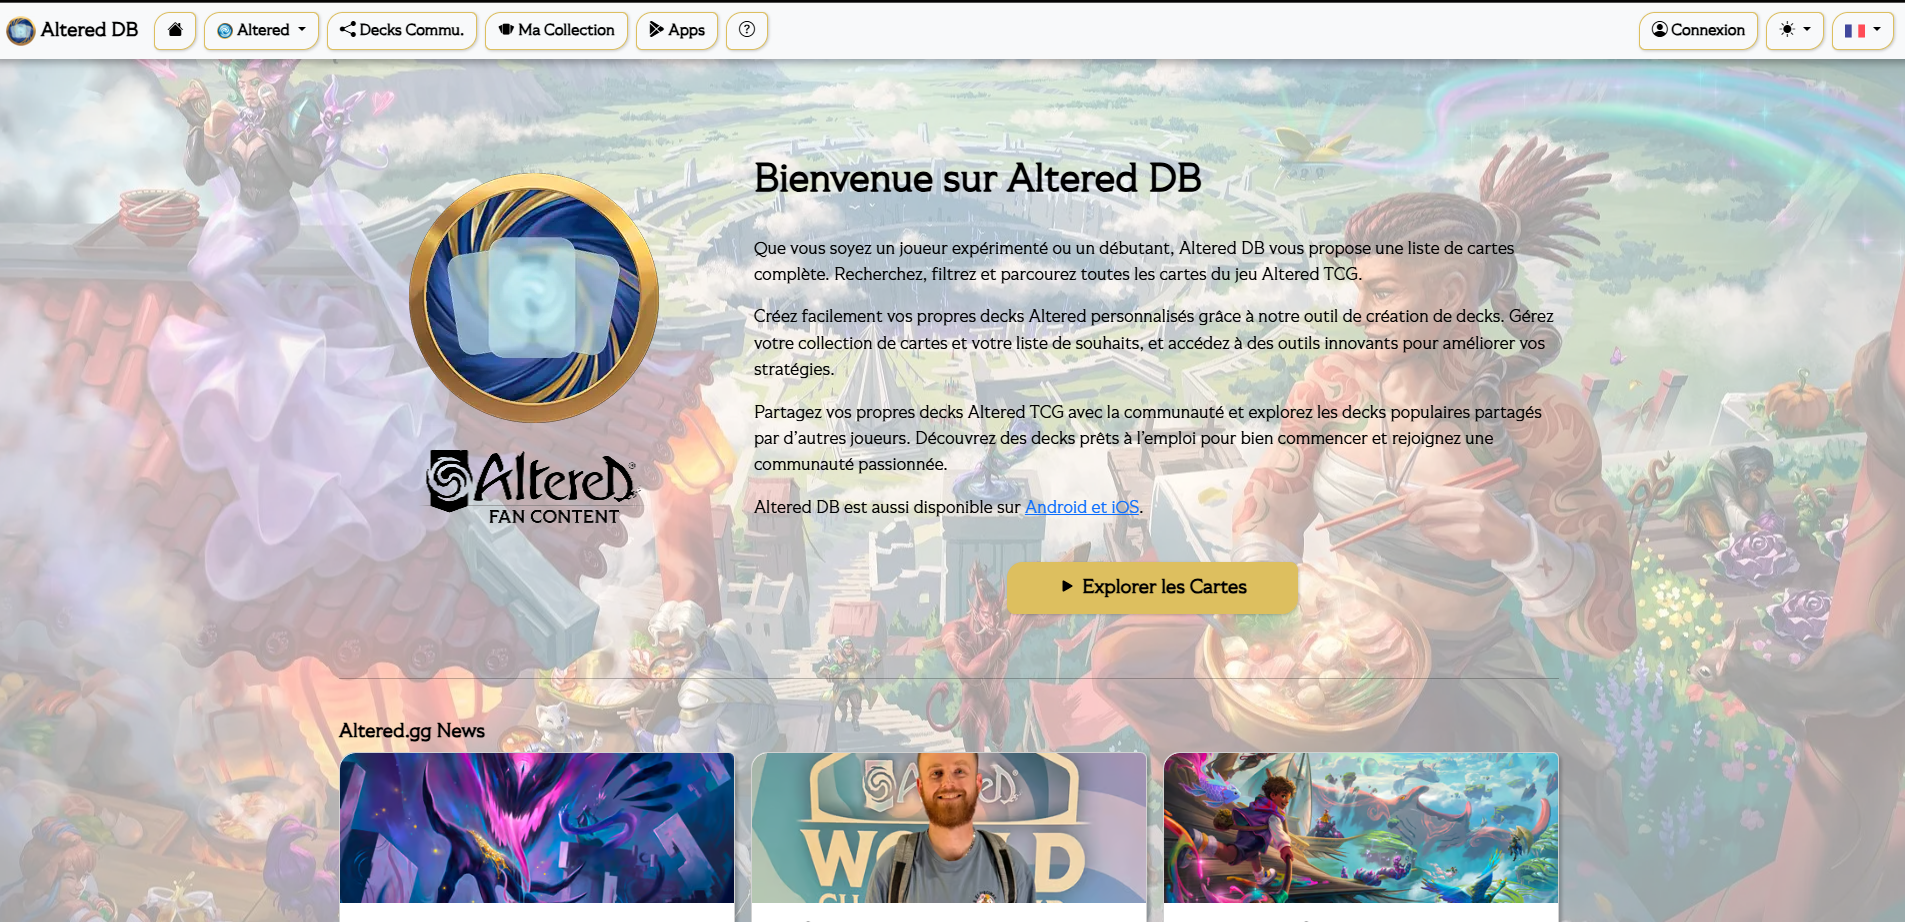 Altered DB
Altered
Decks Commu.
Ma Collection
Apps
Connexion
Bienvenue sur Altered DB
Que vous soyez un joueur expérimenté ou un débutant, Altered DB vous propose une liste de cartes
complète. Recherchez, filtrez et parcourez toutes les cartes du jeu Altered TCG.
Créez facilement vos propres decks Altered personnalisés grâce à notre outil de création de decks. Gérez
votre collection de cartes et votre liste de souhaits, et accédez à des outils innovants pour améliorer vos
stratégies.
Partagez vos propres decks Altered TCG avec la communauté et explorez les decks populaires partagés
par d'autres joueurs. Découvrez des decks prêts à l'emploi pour bien commencer et rejoignez une
communauté passionnée.
Altered DB est aussi disponible sur Android et iOS.
ALTERED
FAN CONTENT
Explorer les Cartes
Altered.gg News